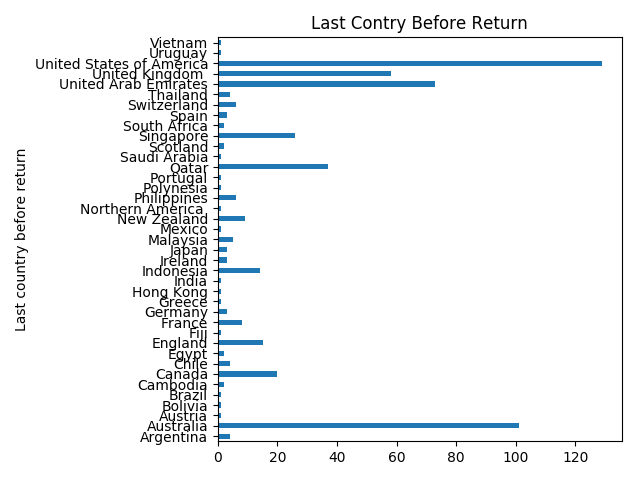 Last Contry Before Return
Last country before return
Vietnam
Uruguay
United States of America
United Kingdom
United Arab Emirates
Thailand
Switzerland
Spain
South Africa
Singapore
Scotland
Saudi Arabia
Qatar
Portugal
Polynesia
Philippines
Northern America
New Zealand
Mexico
Malaysia
Japan
Ireland
Indonesia
India
Hong Kong
Greece
Germany
France
Fiji
England
Egypt
Chile
Canada
Cambodia
Brazil
Bolivia
Austria
Australia
Argentina
0 20 40 60 80 100 120